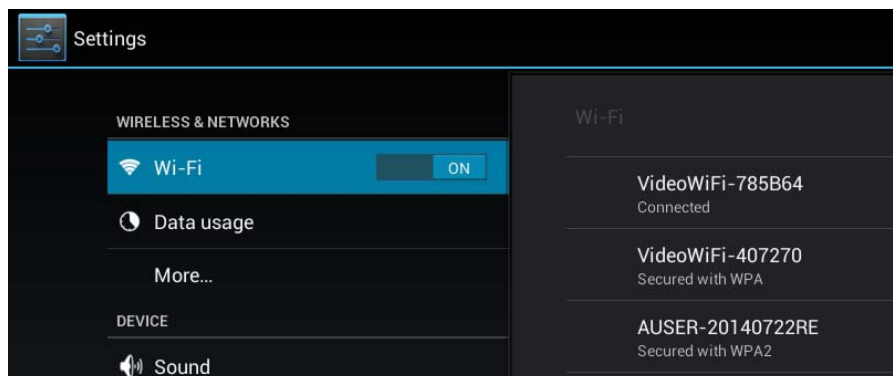 Settings
WIRELESS & NETWORKS
Wi-Fi
ON
Data usage
More...
DEVICE
Sound
Wi-Fi
VideoWiFi-785B64
Connected
VideoWiFi-407270
Secured with WPA
AUSER-20140722RE
Secured with WPA2